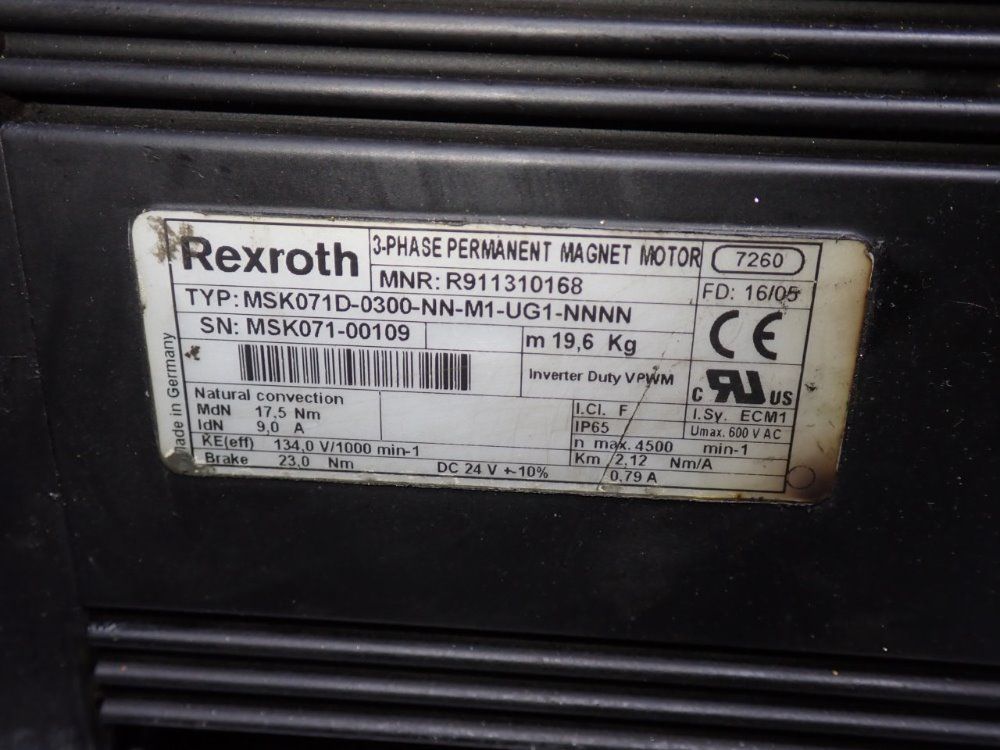 Rexroth
3-PHASE PERMANENT MAGNET MOTOR
7260
MNR: R911310168
FD: 16/05
TYP: MSK071D-0300-NN-M1-UG1-NNNN
SN: MSK071-00109
m 19,6 Kg
CE
Inverter Duty VPWM
C RU US
Made in Germany
Natural convection
MdN 17,5 Nm
I.Cl. F
I.Sy. ECM1
IdN 9,0 A
IP65
Umax. 600 V AC
KE(eff) 134,0 V/1000 min-1
n max. 4500 min-1
Brake 23,0 Nm
DC 24 V +-10%
Km 2,12 Nm/A
0,79 A